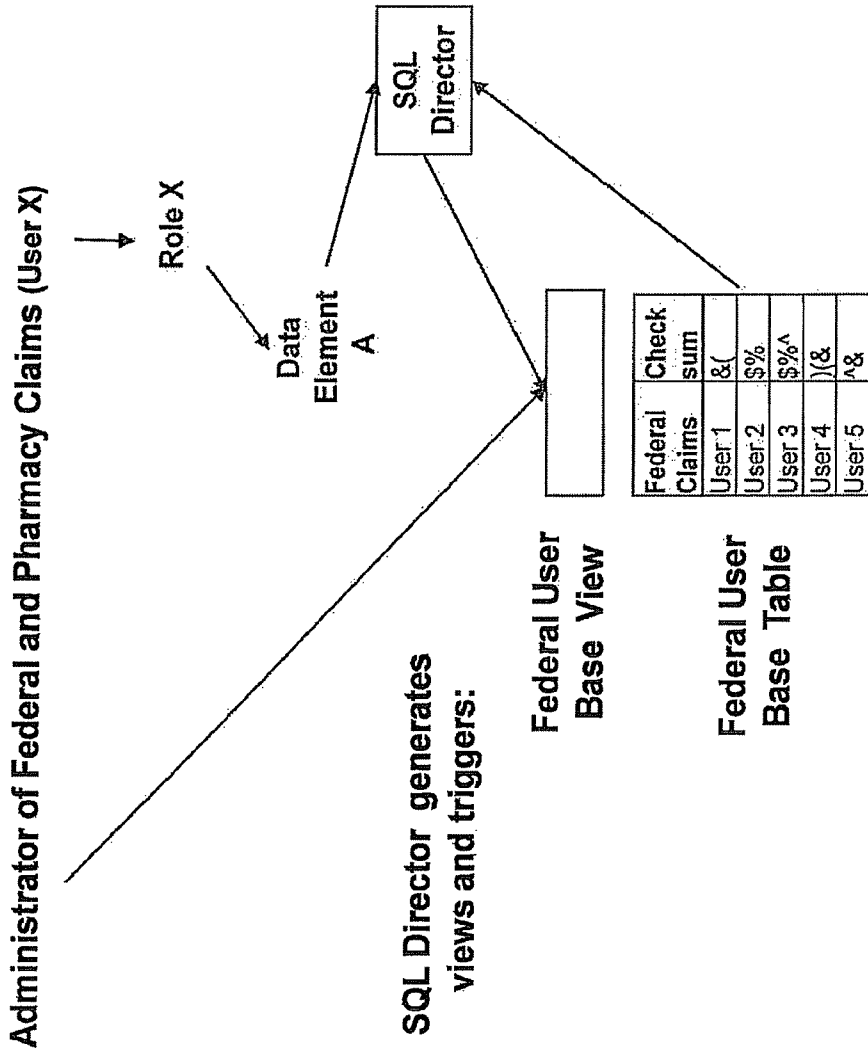 Administrator of Federal and Pharmacy Claims (User X)
Role X
Data
Element
A
SQL
Director
SQL Director generates
views and triggers:
Federal User
Base View
Federal User
Base Table
Federal Claims Check sum
User 1 &(
User 2 $%
User 3 $%^
User 4 )(&
User 5 ^&